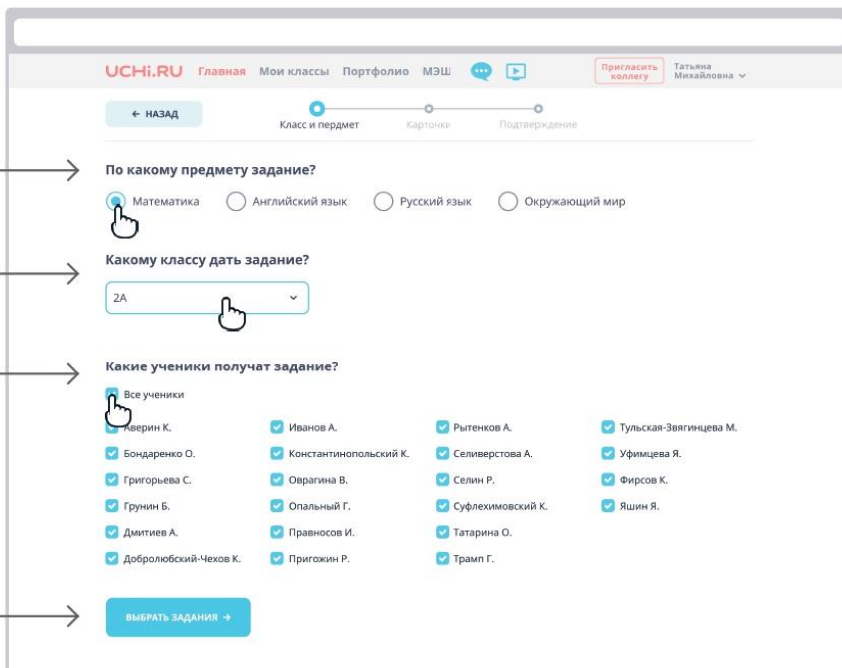 UCHi.RU Главная Мои классы Портфолио МЭШ Пригласить коллегу Татьяна Михайловна
← НАЗАД
Класс и пердмет Карточки Подтверждение
По какому предмету задание?
Математика Английский язык Русский язык Окружающий мир
Какому классу дать задание?
2А
Какие ученики получат задание?
Все ученики
Аверин К. Иванов А. Рытенков А. Тульская-Звягинцева М.
Бондаренко О. Константинопольский К. Селиверстова А. Уфимцева Я.
Григорьева С. Оврагина В. Селин Р. Фирсов К.
Грунин Б. Опальный Г. Суфлехимовский К. Яшин Я.
Дмитиев А. Правносов И. Татарина О.
Добролюбский-Чехов К. Пригожин Р. Трамп Г.
ВЫБРАТЬ ЗАДАНИЯ →